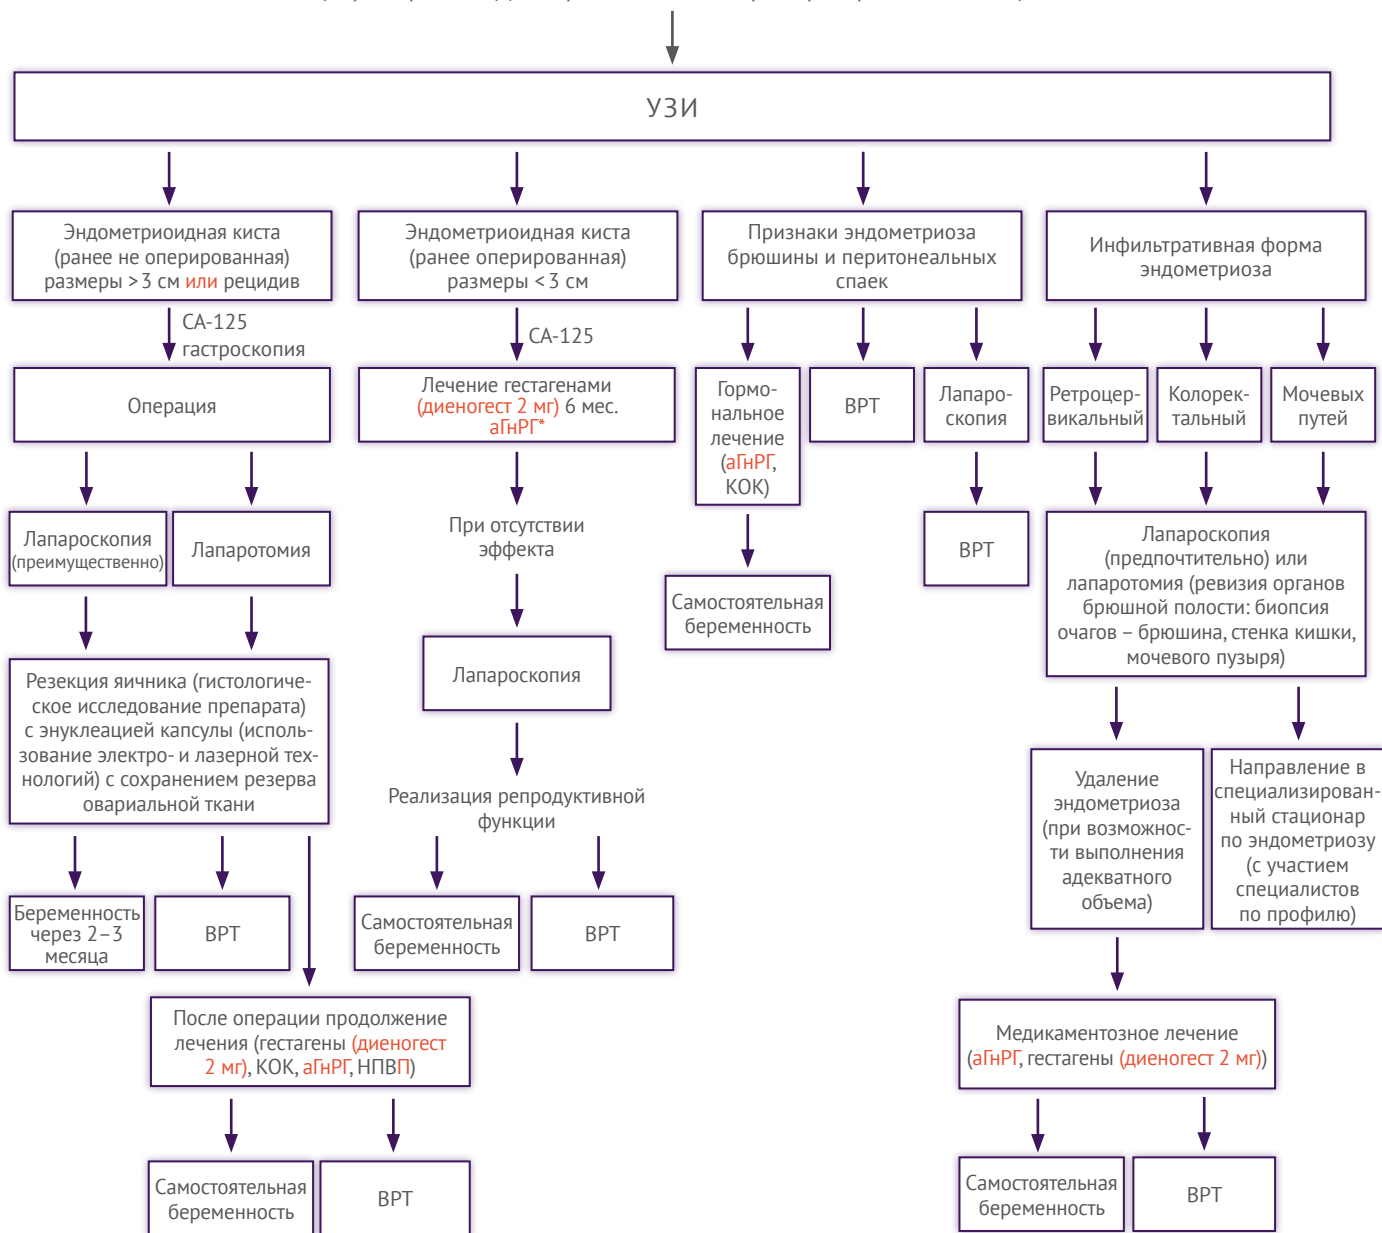 УЗИ
Эндометриоидная киста
(ранее не оперированная)
размеры > 3 см или рецидив
Эндометриоидная киста
(ранее оперированная)
размеры < 3 см
Признаки эндометриоза
брюшины и перитонеальных
спаек
Инфильтративная форма
эндометриоза
СА-125
гастроскопия
СА-125
Операция
Лечение гестагенами
(диеногест 2 мг) 6 мес.
аГнРГ*
Гормо-
нальное
лечение
(аГнРГ,
КОК)
ВРТ
Лапаро-
скопия
Ретроцер-
викальный
Колорек-
тальный
Мочевых
путей
Лапароскопия
(преимущественно)
Лапаротомия
При отсутствии
эффекта
ВРТ
Лапароскопия
(предпочтительно) или
лапаротомия (ревизия органов
брюшной полости: биопсия
очагов – брюшина, стенка кишки,
мочевого пузыря)
Самостоятельная
беременность
Резекция яичника (гистологиче-
ское исследование препарата)
с энуклеацией капсулы (исполь-
зование электро- и лазерной тех-
нологий) с сохранением резерва
овариальной ткани
Лапароскопия
Реализация репродуктивной
функции
Удаление
эндометриоза
(при возможнос-
ти выполнения
адекватного
объема)
Направление в
специализирован-
ный стационар
по эндометриозу
(с участием
специалистов
по профилю)
Беременность
через 2–3
месяца
ВРТ
Самостоятельная
беременность
ВРТ
После операции продолжение
лечения (гестагены (диеногест
2 мг), КОК, аГнРГ, НПВП)
Медикаментозное лечение
(аГнРГ, гестагены (диеногест 2 мг))
Самостоятельная
беременность
ВРТ
Самостоятельная
беременность
ВРТ